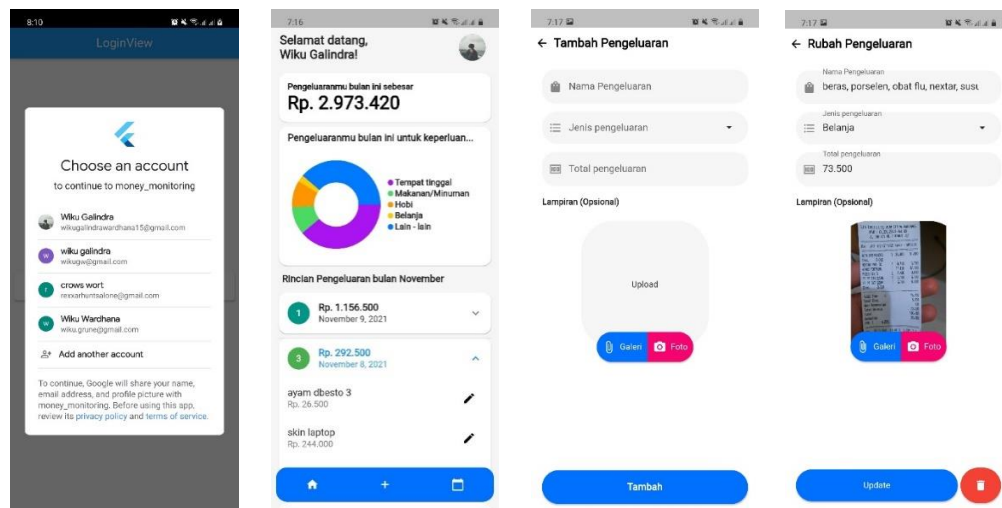 8:10
LoginView
Choose an account
to continue to money_monitoring
Wiku Galindra
wikugalindrawardhana15@gmail.com
w
wiku galindra
wikugw@gmail.com
r
crows wort
rexxarhuntsalone@gmail.com
w
Wiku Wardhana
wiku.grune@gmail.com
Add another account
To continue, Google will share your name,
email address, and profile picture with
money_monitoring. Before using this app,
review its privacy policy and terms of service.
7:16
Selamat datang,
Wiku Galindra!
Pengeluaranmu bulan ini sebesar
Rp. 2.973.420
Pengeluaranmu bulan ini untuk keperluan...
Tempat tinggal
Makanan/Minuman
Hobi
Belanja
Lain - lain
Rincian Pengeluaran bulan November
1
Rp. 1.156.500
November 9, 2021
3
Rp. 292.500
November 8, 2021
ayam dbesto 3
Rp. 26.500
skin laptop
Rp. 244.000
7:17
← Tambah Pengeluaran
Nama Pengeluaran
Jenis pengeluaran
Total pengeluaran
Lampiran (Opsional)
Upload
Galeri
Foto
Tambah
7:17
← Rubah Pengeluaran
Nama Pengeluaran
beras, porselen, obat flu, nextar, susu
Jenis pengeluaran
Belanja
Total pengeluaran
73.500
Lampiran (Opsional)
Galeri
Foto
Update